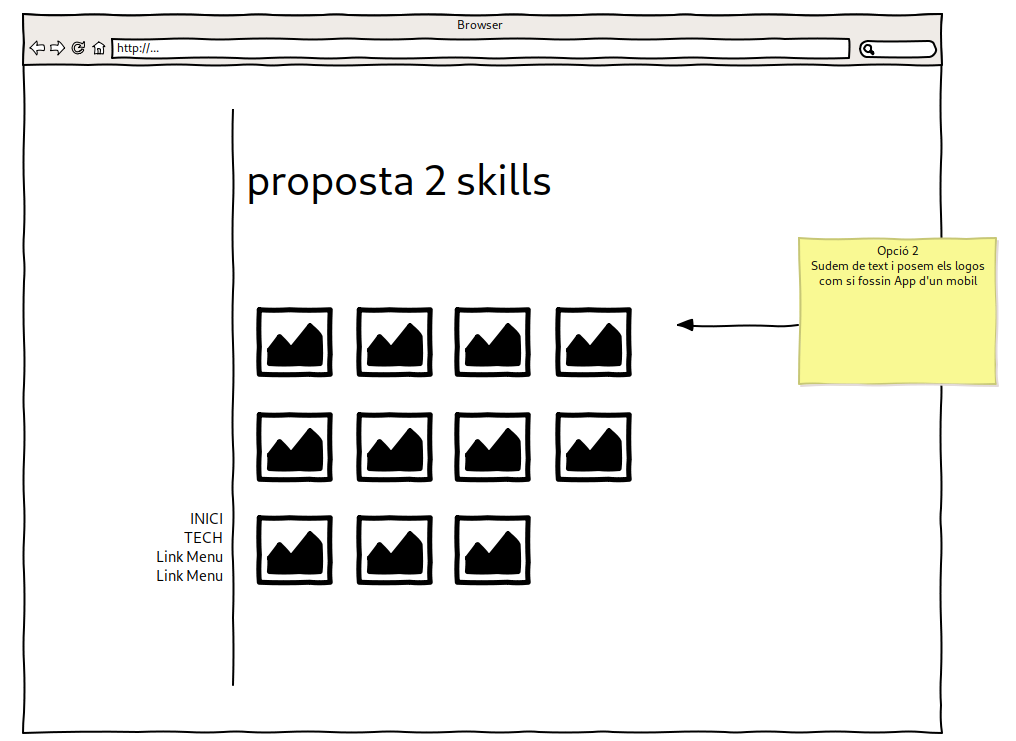 Browser
http://...
proposta 2 skills
Opció 2
Sudem de text i posem els logos
com si fossin App d'un mobil
INICI
TECH
Link Menu
Link Menu